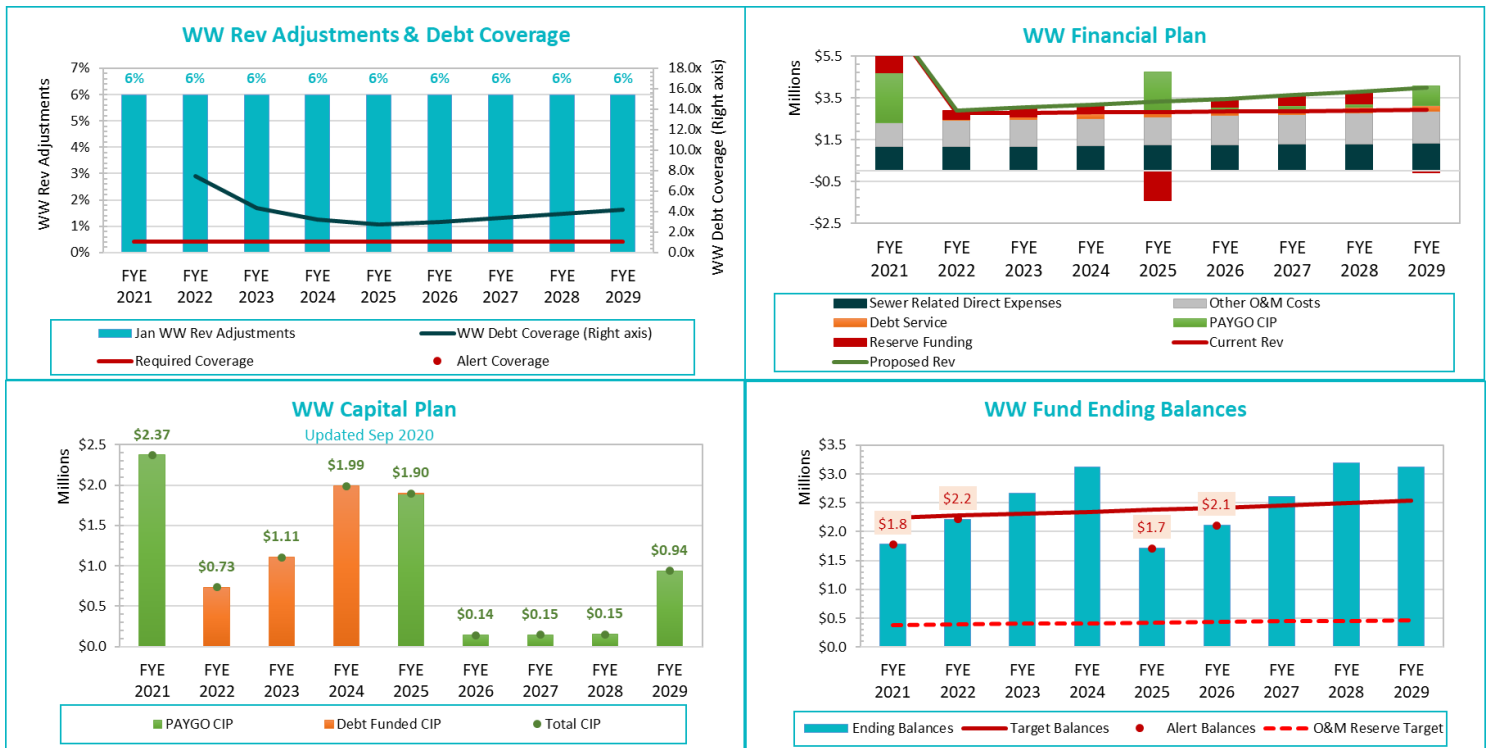 WW Rev Adjustments & Debt Coverage
WW Rev Adjustments
7%
6%
5%
4%
3%
2%
1%
0%
6% 6% 6% 6% 6% 6% 6% 6% 6%
18.0x
16.0x
14.0x
12.0x
10.0x
8.0x
6.0x
4.0x
2.0x
0.0x
WW Debt Coverage (Right axis)
FYE FYE FYE FYE FYE FYE FYE FYE FYE
2021 2022 2023 2024 2025 2026 2027 2028 2029
Jan WW Rev Adjustments WW Debt Coverage (Right axis)
Required Coverage Alert Coverage
WW Financial Plan
Millions
$5.5
$3.5
$1.5
-$0.5
-$2.5
FYE FYE FYE FYE FYE FYE FYE FYE FYE
2021 2022 2023 2024 2025 2026 2027 2028 2029
Sewer Related Direct Expenses Other O&M Costs
Debt Service PAYGO CIP
Reserve Funding Current Rev
Proposed Rev
WW Capital Plan
Updated Sep 2020
Millions
$2.5
$2.0
$1.5
$1.0
$0.5
$0.0
$2.37 $0.73 $1.11 $1.99 $1.90 $0.14 $0.15 $0.15 $0.94
FYE FYE FYE FYE FYE FYE FYE FYE FYE
2021 2022 2023 2024 2025 2026 2027 2028 2029
PAYGO CIP Debt Funded CIP Total CIP
WW Fund Ending Balances
Millions
$3.5
$3.0
$2.5
$2.0
$1.5
$1.0
$0.5
$0.0
$1.8 $2.2 $1.7 $2.1
FYE FYE FYE FYE FYE FYE FYE FYE FYE
2021 2022 2023 2024 2025 2026 2027 2028 2029
Ending Balances Target Balances Alert Balances O&M Reserve Target